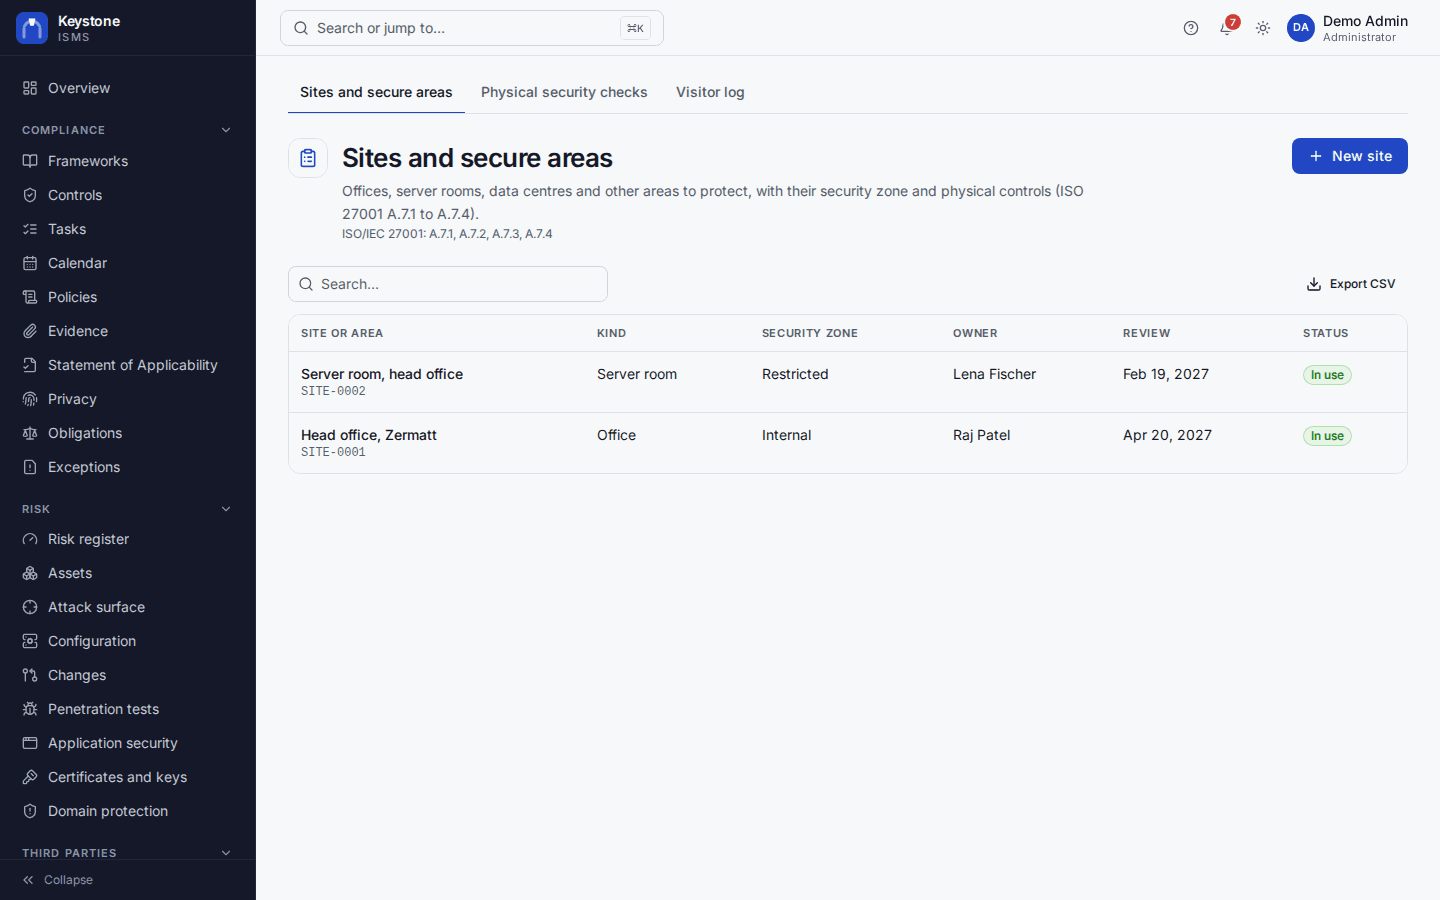 Keystone
ISMS
Search or jump to...
⌘K
7
DA
Demo Admin
Administrator
Overview
COMPLIANCE
Frameworks
Controls
Tasks
Calendar
Policies
Evidence
Statement of Applicability
Privacy
Obligations
Exceptions
RISK
Risk register
Assets
Attack surface
Configuration
Changes
Penetration tests
Application security
Certificates and keys
Domain protection
THIRD PARTIES
Collapse
Sites and secure areas
Physical security checks
Visitor log
Sites and secure areas
New site
Offices, server rooms, data centres and other areas to protect, with their security zone and physical controls (ISO
27001 A.7.1 to A.7.4).
ISO/IEC 27001: A.7.1, A.7.2, A.7.3, A.7.4
Search...
Export CSV
SITE OR AREA KIND SECURITY ZONE OWNER REVIEW STATUS
Server room, head office Server room Restricted Lena Fischer Feb 19, 2027 In use
SITE-0002
Head office, Zermatt Office Internal Raj Patel Apr 20, 2027 In use
SITE-0001